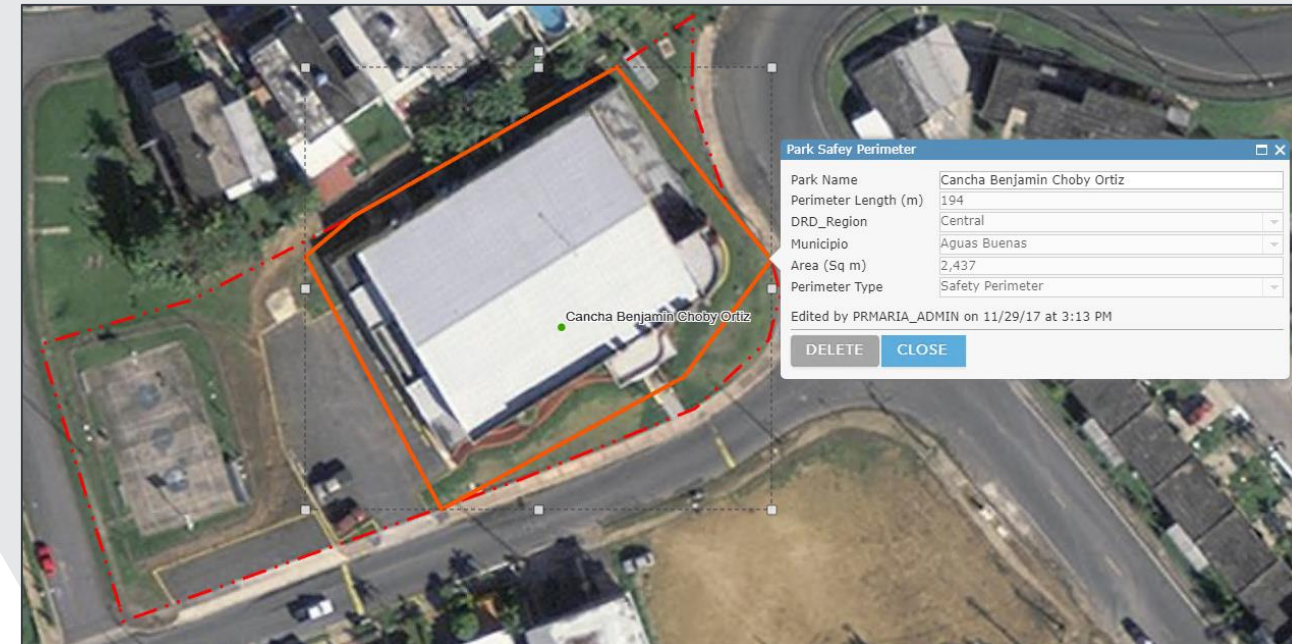 Park Safey Perimeter
Park Name Cancha Benjamin Choby Ortiz
Perimeter Length (m) 194
DRD_Region Central
Municipio Aguas Buenas
Area (Sq m) 2,437
Perimeter Type Safety Perimeter
Edited by PRMARIA_ADMIN on 11/29/17 at 3:13 PM
DELETE CLOSE
Cancha Benjamin Choby Ortiz